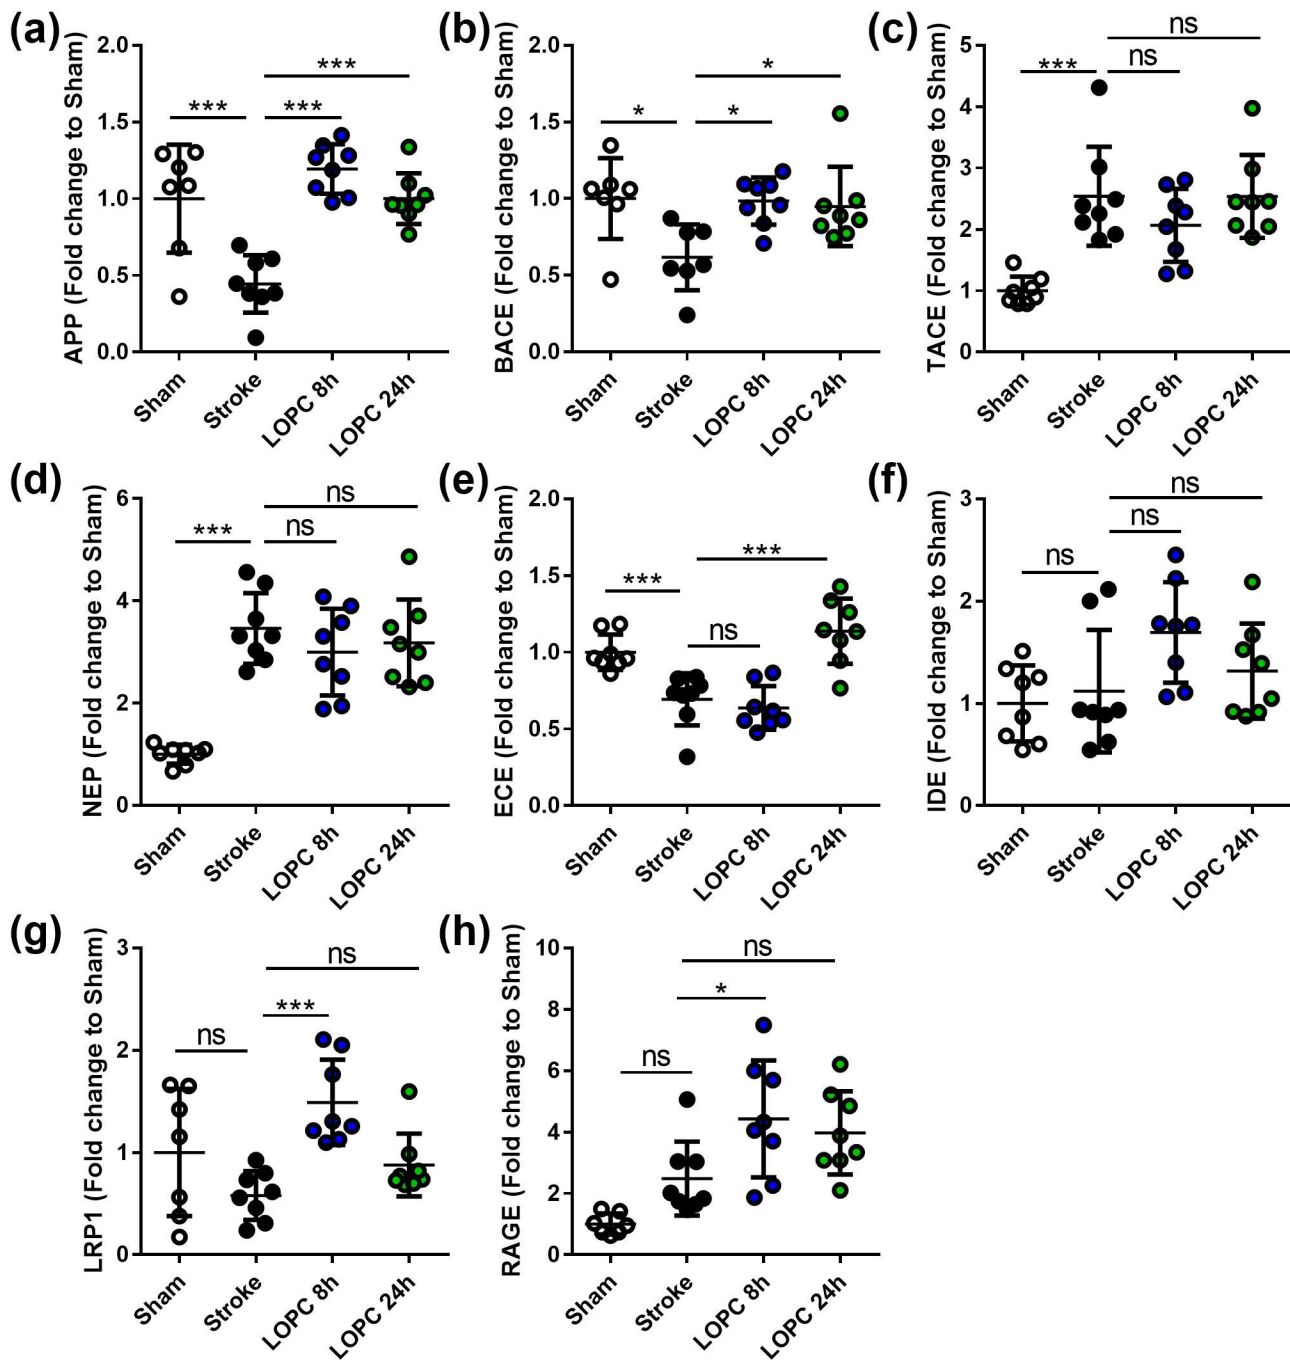 (a)
APP (Fold change to Sham)
2.0
1.5
1.0
0.5
0.0
***
***
***
Sham
Stroke
LOPC 8h
LOPC 24h
(b)
BACE (Fold change to Sham)
2.0
1.5
1.0
0.5
0.0
*
*
*
Sham
Stroke
LOPC 8h
LOPC 24h
(c)
TACE (Fold change to Sham)
5
4
3
2
1
0
ns
***
ns
Sham
Stroke
LOPC 8h
LOPC 24h
(d)
NEP (Fold change to Sham)
6
4
2
0
ns
***
ns
Sham
Stroke
LOPC 8h
LOPC 24h
(e)
ECE (Fold change to Sham)
2.0
1.5
1.0
0.5
0.0
***
***
ns
Sham
Stroke
LOPC 8h
LOPC 24h
(f)
IDE (Fold change to Sham)
3
2
1
0
ns
ns
ns
Sham
Stroke
LOPC 8h
LOPC 24h
(g)
LRP1 (Fold change to Sham)
3
2
1
0
ns
***
ns
Sham
Stroke
LOPC 8h
LOPC 24h
(h)
RAGE (Fold change to Sham)
10
8
6
4
2
0
ns
*
ns
Sham
Stroke
LOPC 8h
LOPC 24h